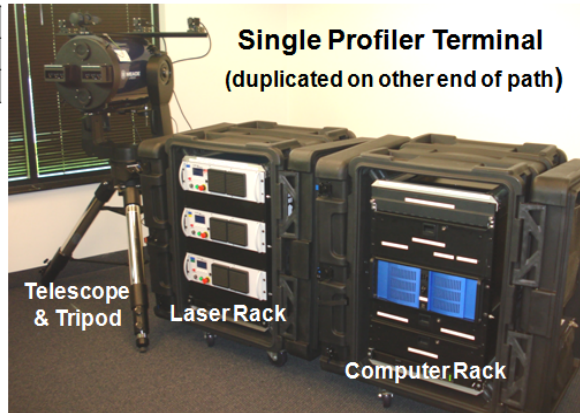 Single Profiler Terminal
(duplicated on other end of path)
Telescope
& Tripod
Laser Rack
Computer Rack